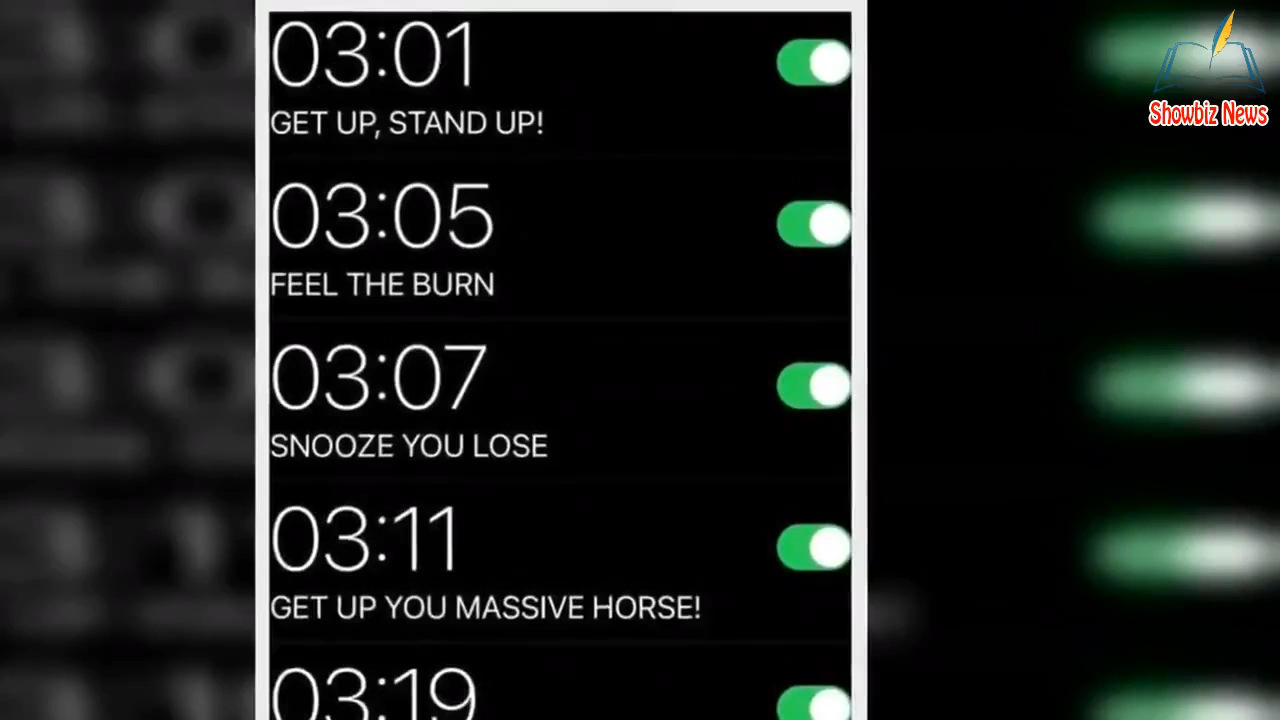 03:01
GET UP, STAND UP!
03:05
FEEL THE BURN
03:07
SNOOZE YOU LOSE
03:11
GET UP YOU MASSIVE HORSE!
03:19
Showbiz News